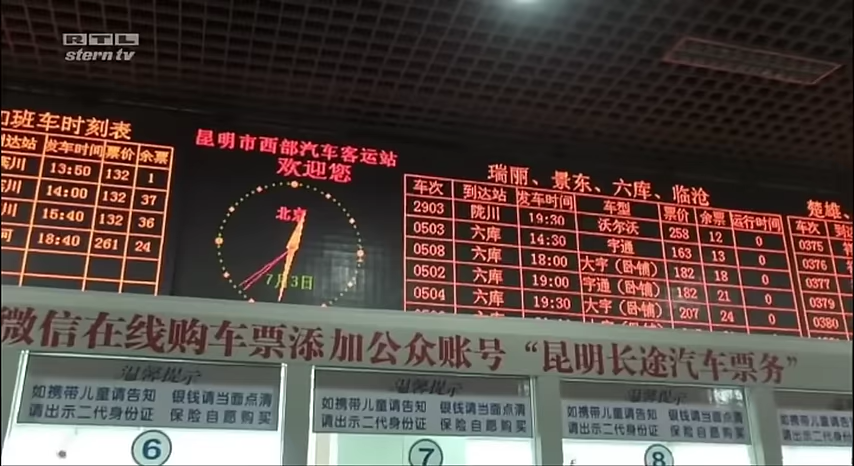 RTL
stern tv
加班车时刻表
到达站 发车时间 票价 余票
川 13:50 132 1
川 14:00 132 37
川 15:40 132 36
河 18:40 261 24
昆明市西部汽车客运站
欢迎您
北京
7月3日
瑞丽、景东、六库、临沧
车次 到达站 发车时间 车型 票价 余票 运行时间
2903 陇川 19:30 沃尔沃 258 12 0
0503 六库 14:30 宇通 163 13 0
0508 六库 18:00 大宇(卧铺) 182 18 0
0502 六库 19:00 宇通(卧铺) 182 21 0
0504 六库 19:30 大宇(卧铺) 207 24 0
楚雄、
车次 到达
0375
0376
0377
0379
0380
微信在线购车票添加公众账号“昆明长途汽车票务”
温馨提示
如携带儿童请告知 银钱请当面点清
请出示二代身份证 保险自愿购买
6
温馨提示
如携带儿童请告知 银钱请当面点清
请出示二代身份证 保险自愿购买
7
温馨提示
如携带儿童请告知 银钱请当面点清
请出示二代身份证 保险自愿购买
8
如携带儿童请告知
请出示二代身份证